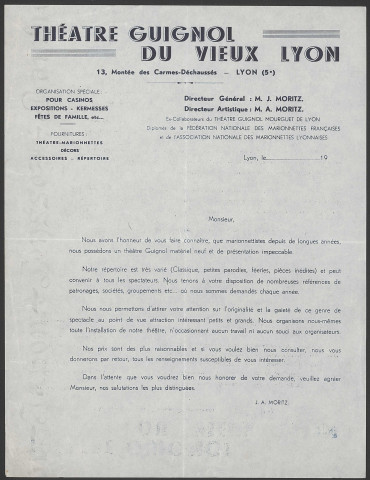 THÉATRE GUIGNOL
DU VIEUX LYON
13, Montée des Carmes-Déchaussés — LYON (5e)
ORGANISATION SPÉCIALE
POUR CASINOS
EXPOSITIONS - KERMESSES
FÊTES DE FAMILLE, etc...
FOURNITURES :
THÉATRE-MARIONNETTES
DÉCORS
ACCESSOIRES - RÉPERTOIRE
Directeur Général : M. J. MORITZ.
Directeur Artistique : M. A. MORITZ.
Ex-Collaborateurs du THÉATRE GUIGNOL MOURGUET DE LYON
Diplômés de la FÉDÉRATION NATIONALE DES MARIONNETTES FRANÇAISES
et de l'ASSOCIATION NATIONALE DES MARIONNETTES LYONNAISES
Lyon, le 19
Monsieur,
Nous avons l'honneur de vous faire connaître, que marionnettistes depuis de longues années,
nous possédons un théâtre Guignol matériel neuf et de présentation impeccable.
Notre répertoire est très varié (Classique, petites parodies, féeries, pièces inédites) et peut
convenir à tous les spectateurs. Nous tenons à votre disposition de nombreuses références de
patronages, sociétés, groupements etc... où nous sommes demandés chaque année.
Nous nous permettons d'attirer votre attention sur l'originalité et la gaieté de ce genre de
spectacle au point de vue attraction intéressant petits et grands. Nous organisons nous-mêmes
toute l'installation de notre théâtre, n'occasionnant aucun travail ni aucun souci aux organisateurs.
Nos prix sont des plus raisonnables et si vous voulez bien nous consulter, nous vous
donnerons par retour, tous les renseignements susceptibles de vous intéresser.
Dans l'attente que vous voudrez bien nous honorer de votre demande, veuillez agréer
Monsieur, nos salutations les plus distinguées.
J. A. MORITZ.